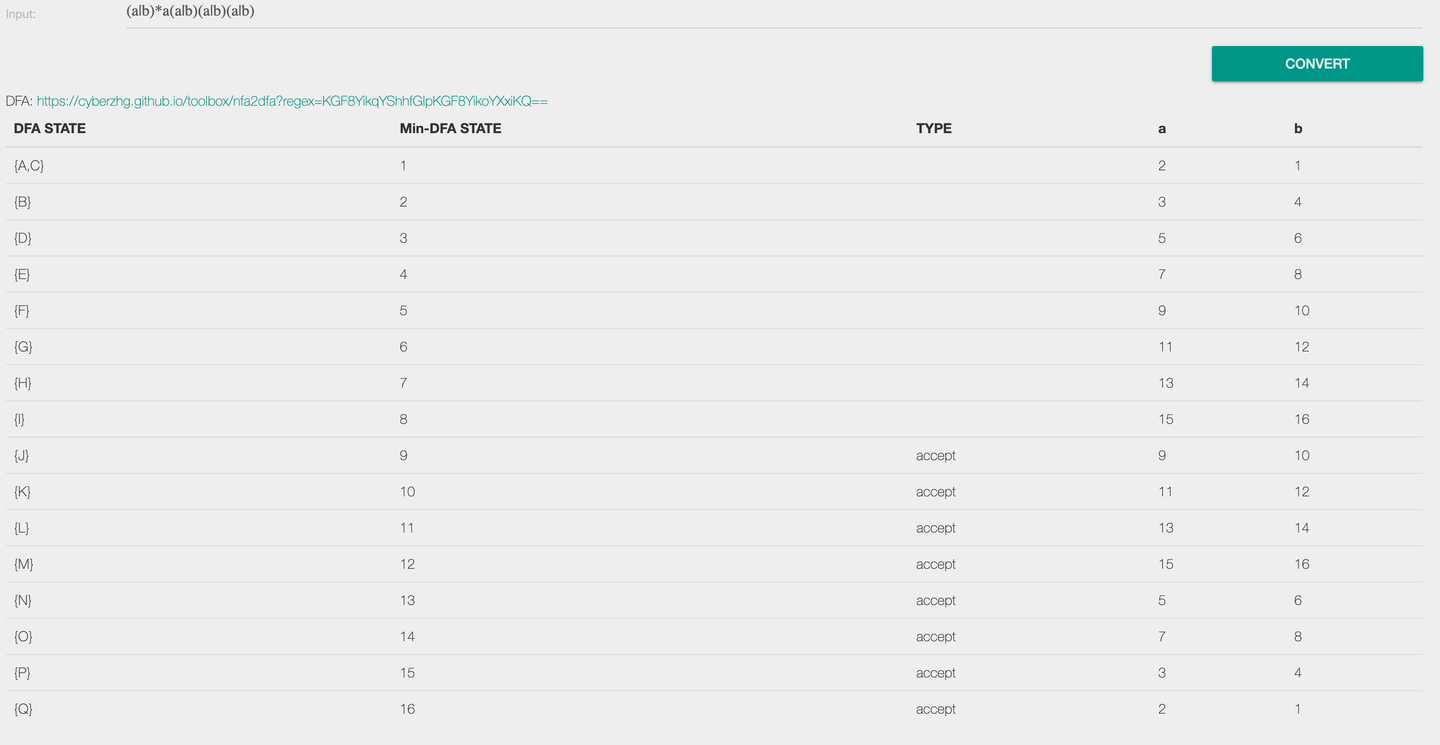 Input: (a|b)*a(a|b)(a|b)(a|b)
CONVERT
DFA: https://cyberzhg.github.io/toolbox/nfa2dfa?regex=KGF8YikqYShhfGIpKGF8YikoYXxiKQ==
DFA STATE Min-DFA STATE TYPE a b
{A,C} 1 2 1
{B} 2 3 4
{D} 3 5 6
{E} 4 7 8
{F} 5 9 10
{G} 6 11 12
{H} 7 13 14
{I} 8 15 16
{J} 9 accept 9 10
{K} 10 accept 11 12
{L} 11 accept 13 14
{M} 12 accept 15 16
{N} 13 accept 5 6
{O} 14 accept 7 8
{P} 15 accept 3 4
{Q} 16 accept 2 1